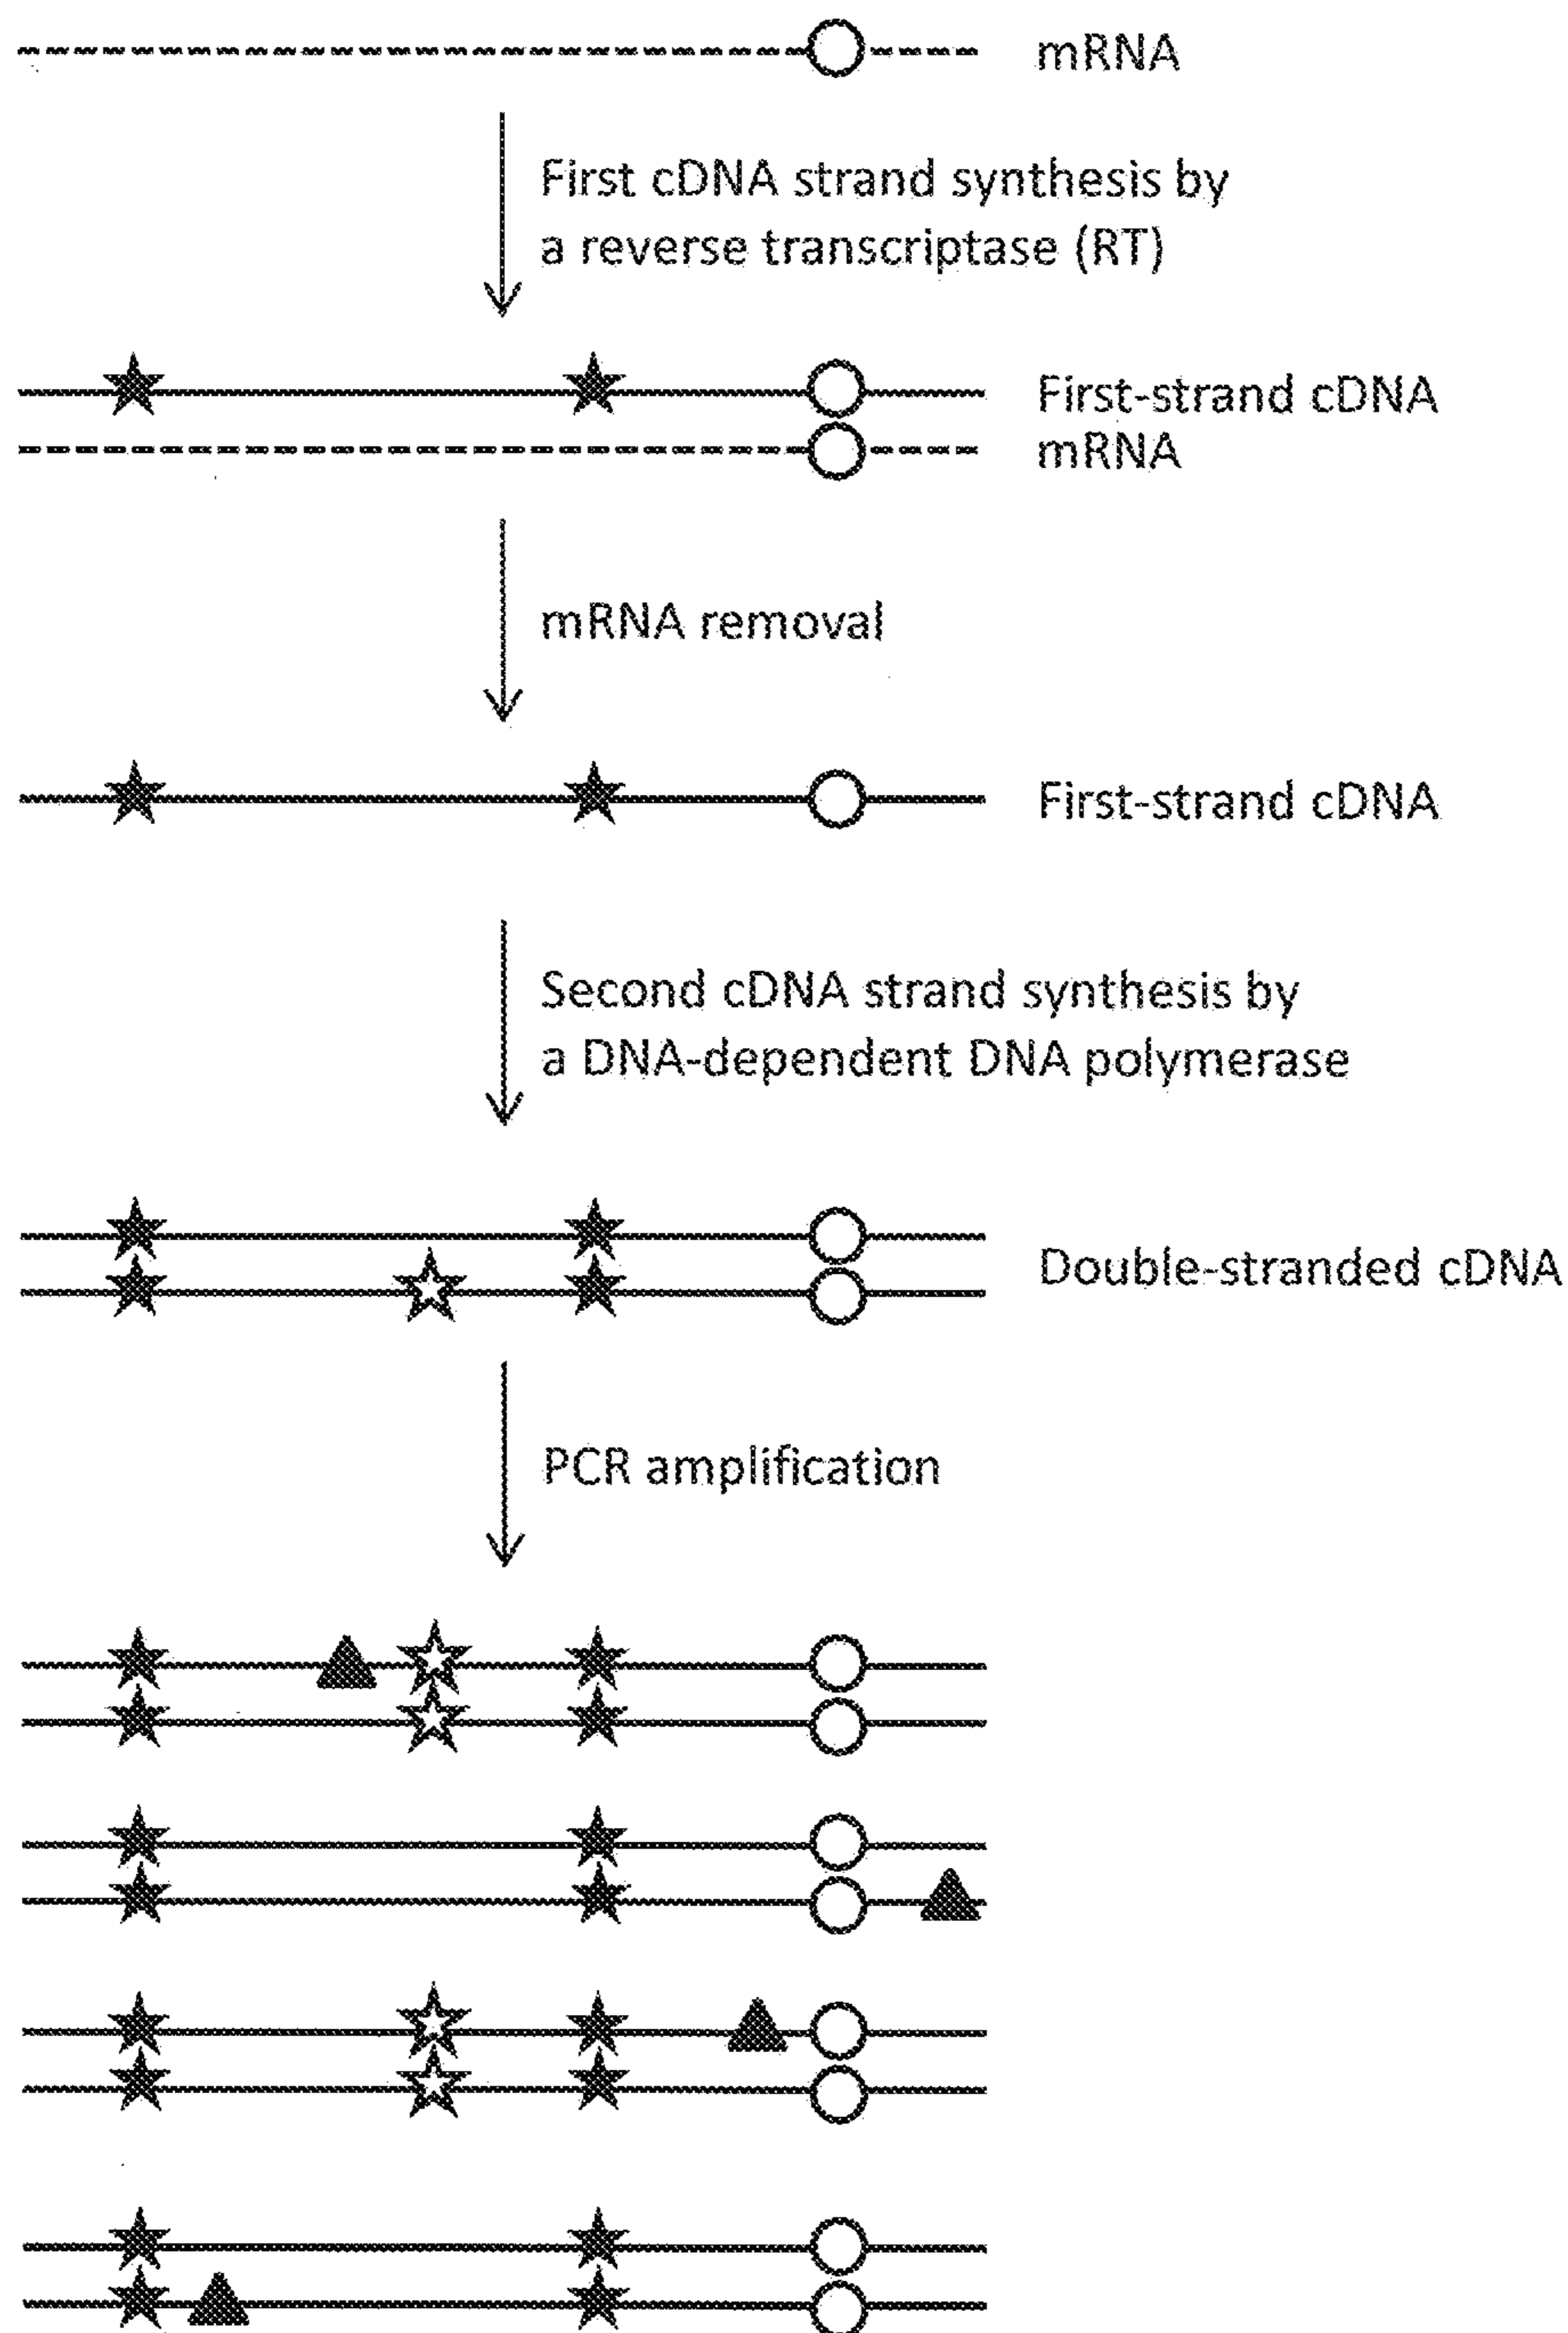 mRNA
First cDNA strand synthesis by
a reverse transcriptase (RT)
First-strand cDNA
mRNA
mRNA removal
First-strand cDNA
Second cDNA strand synthesis by
a DNA-dependent DNA polymerase
Double-stranded cDNA
PCR amplification